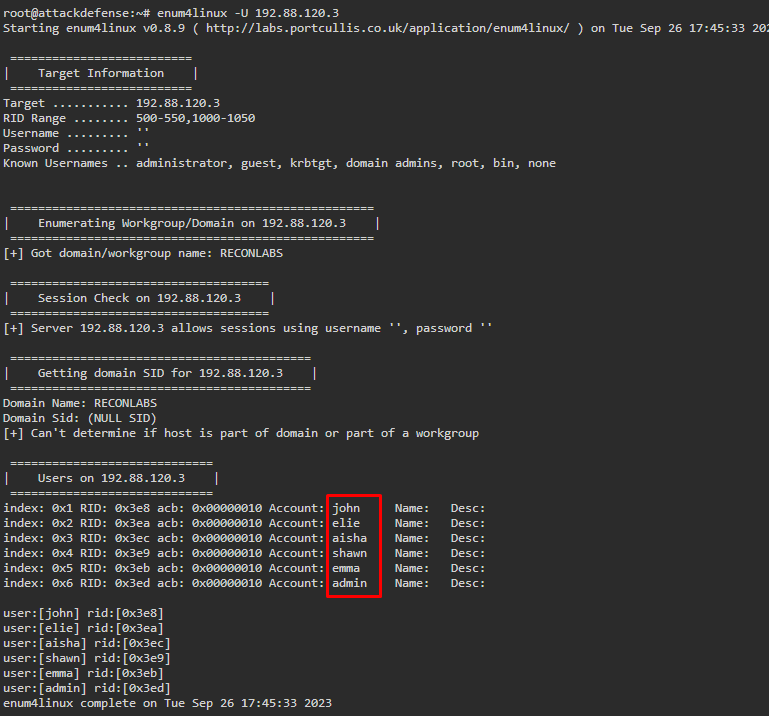 root@attackdefense:~# enum4linux -U 192.88.120.3
Starting enum4linux v0.8.9 ( http://labs.portcullis.co.uk/application/enum4linux/ ) on Tue Sep 26 17:45:33 202
 ==========================
|    Target Information    |
 ==========================
Target ........... 192.88.120.3
RID Range ........ 500-550,1000-1050
Username ......... ''
Password ......... ''
Known Usernames .. administrator, guest, krbtgt, domain admins, root, bin, none
 ====================================================
|    Enumerating Workgroup/Domain on 192.88.120.3    |
 ====================================================
[+] Got domain/workgroup name: RECONLABS
 =====================================
|    Session Check on 192.88.120.3    |
 =====================================
[+] Server 192.88.120.3 allows sessions using username '', password ''
 ===========================================
|    Getting domain SID for 192.88.120.3    |
 ===========================================
Domain Name: RECONLABS
Domain Sid: (NULL SID)
[+] Can't determine if host is part of domain or part of a workgroup
 =============================
|    Users on 192.88.120.3    |
 =============================
index: 0x1 RID: 0x3e8 acb: 0x00000010 Account: john	Name: 	Desc: 
index: 0x2 RID: 0x3ea acb: 0x00000010 Account: elie	Name: 	Desc: 
index: 0x3 RID: 0x3ec acb: 0x00000010 Account: aisha	Name: 	Desc: 
index: 0x4 RID: 0x3e9 acb: 0x00000010 Account: shawn	Name: 	Desc: 
index: 0x5 RID: 0x3eb acb: 0x00000010 Account: emma	Name: 	Desc: 
index: 0x6 RID: 0x3ed acb: 0x00000010 Account: admin	Name: 	Desc: 
user:[john] rid:[0x3e8]
user:[elie] rid:[0x3ea]
user:[aisha] rid:[0x3ec]
user:[shawn] rid:[0x3e9]
user:[emma] rid:[0x3eb]
user:[admin] rid:[0x3ed]
enum4linux complete on Tue Sep 26 17:45:33 2023